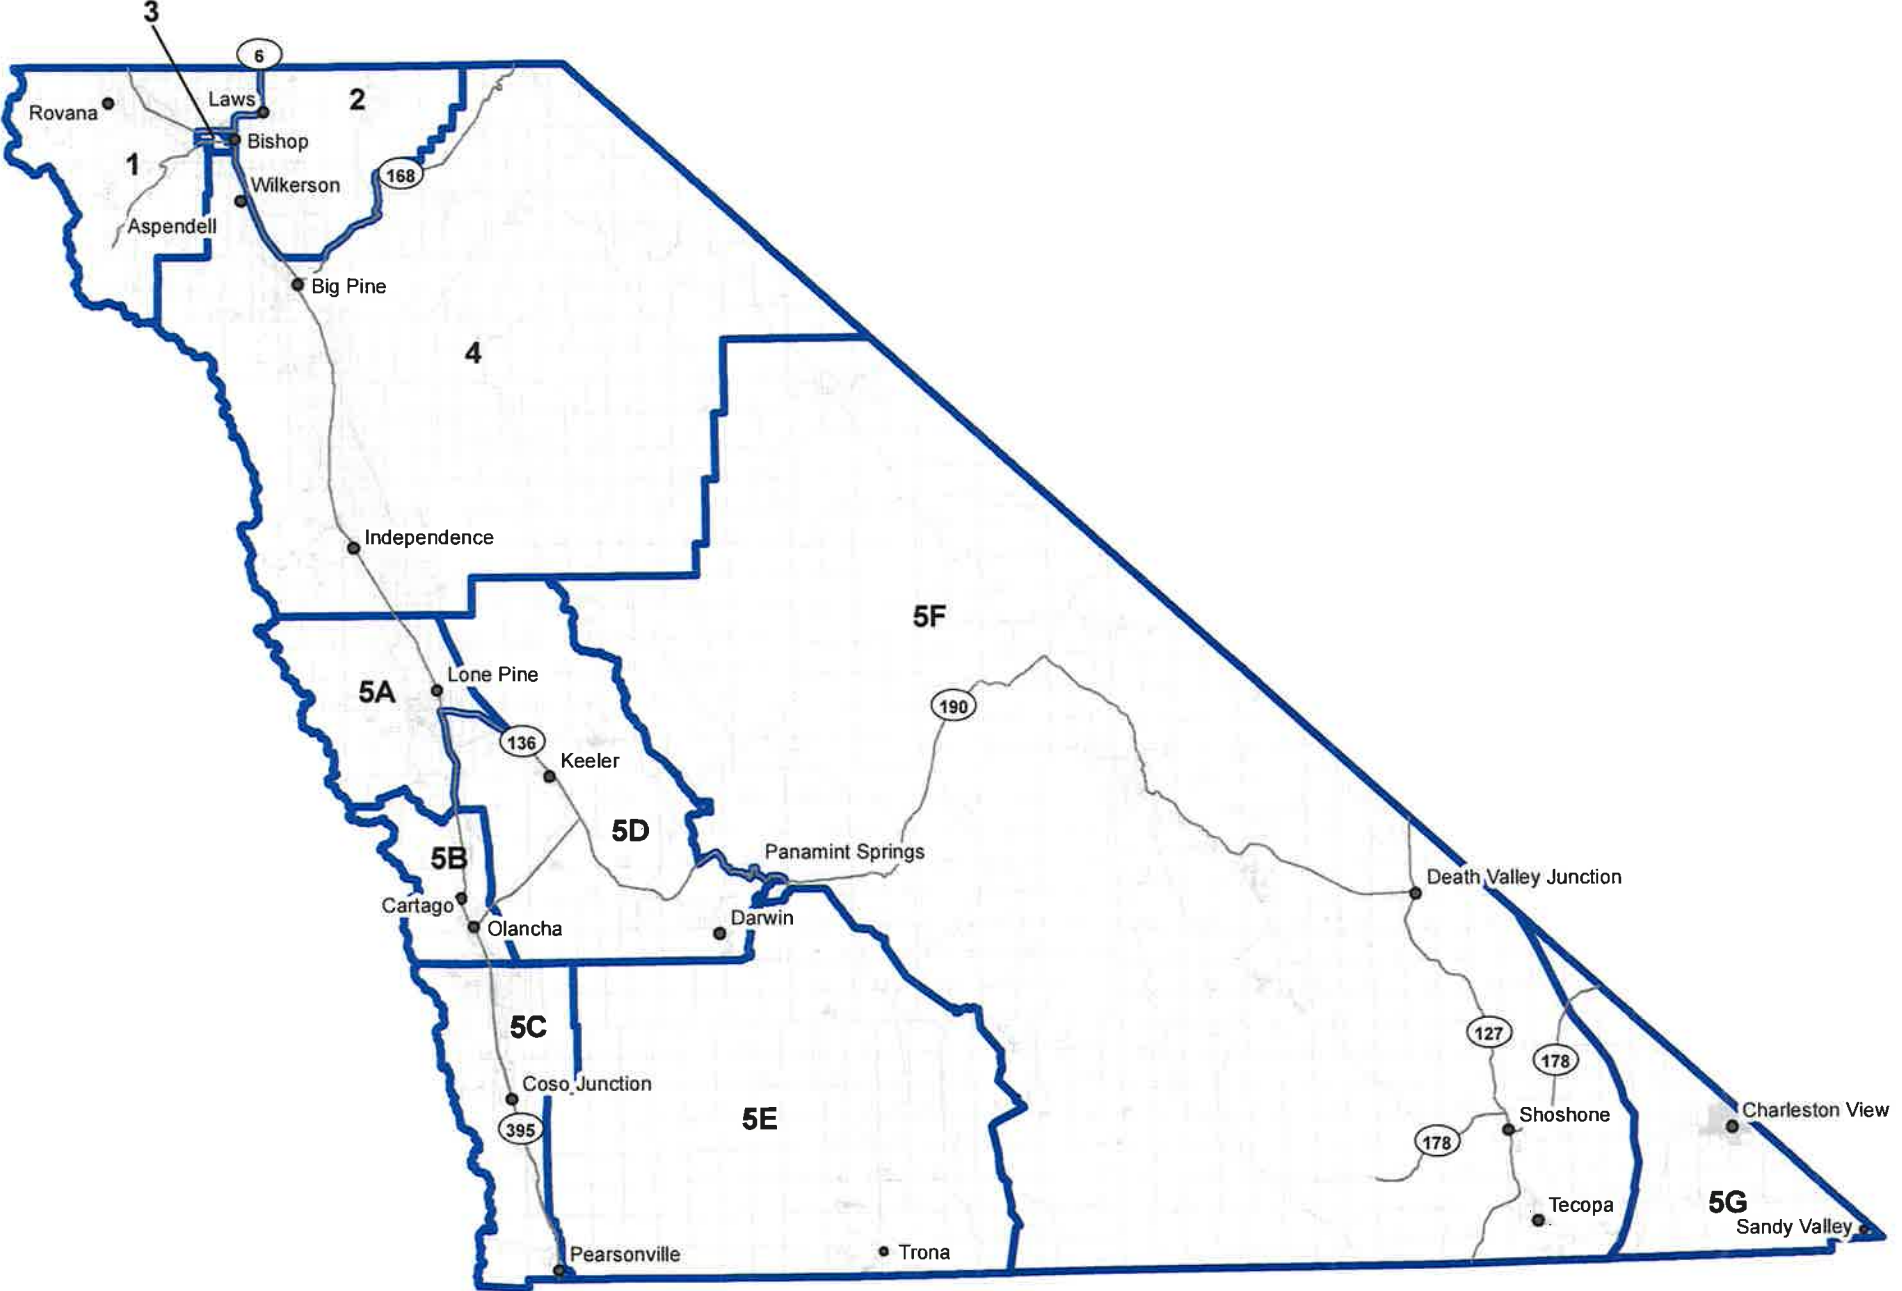 3
6
Rovana
Laws
2
Bishop
1
168
Wilkerson
Aspendell
Big Pine
4
Independence
5F
Lone Pine
5A
190
136
Keeler
5D
5B
Panamint Springs
Death Valley Junction
Cartago
Darwin
Olancha
5C
127
178
Coso Junction
5E
395
Charleston View
Shoshone
178
5G
Tecopa
Sandy Valley
Pearsonville
Trona